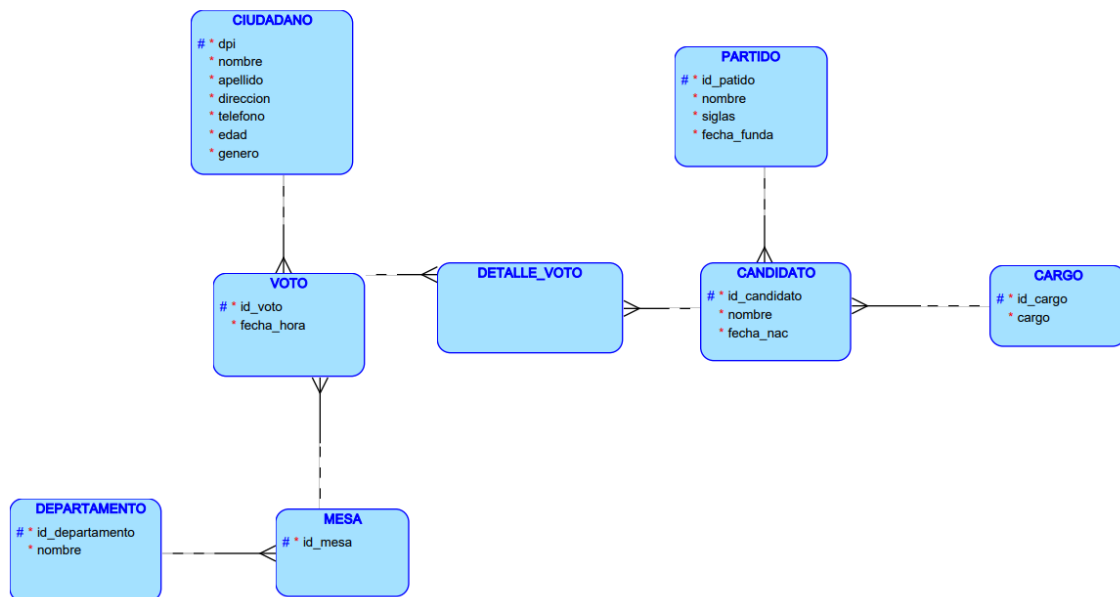 CIUDADANO
# * dpi
* nombre
* apellido
* direccion
* telefono
* edad
* genero
PARTIDO
# * id_patido
* nombre
* siglas
* fecha_funda
VOTO
# * id_voto
* fecha_hora
DETALLE_VOTO
CANDIDATO
# * id_candidato
* nombre
* fecha_nac
CARGO
# * id_cargo
* cargo
DEPARTAMENTO
# * id_departamento
* nombre
MESA
# * id_mesa